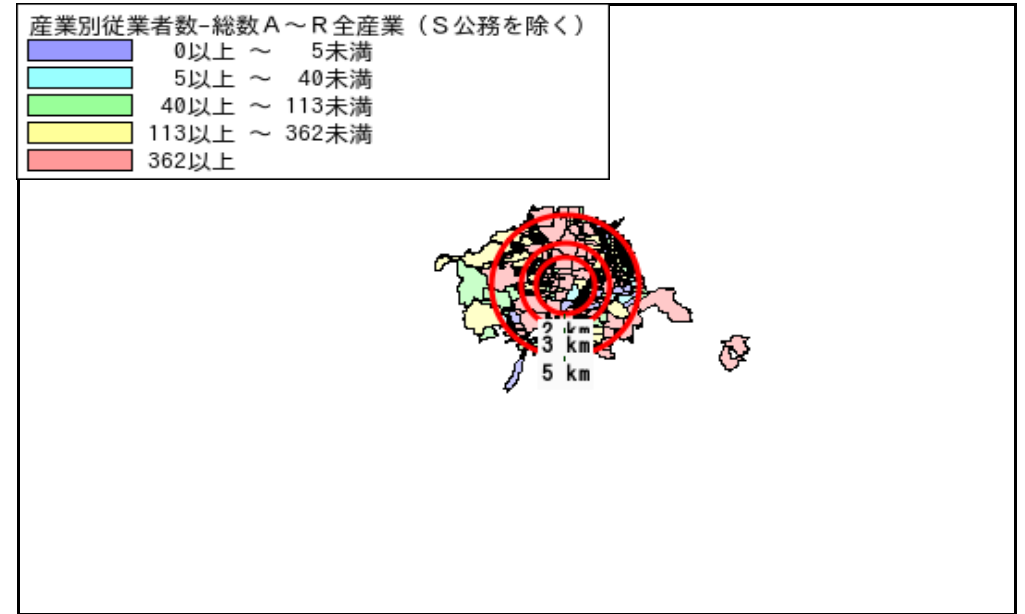 産業別従業者数−総数A～R全産業（S公務を除く）
0以上 ～ 5未満
5以上 ～ 40未満
40以上 ～ 113未満
113以上 ～ 362未満
362以上
2 km
3 km
5 km